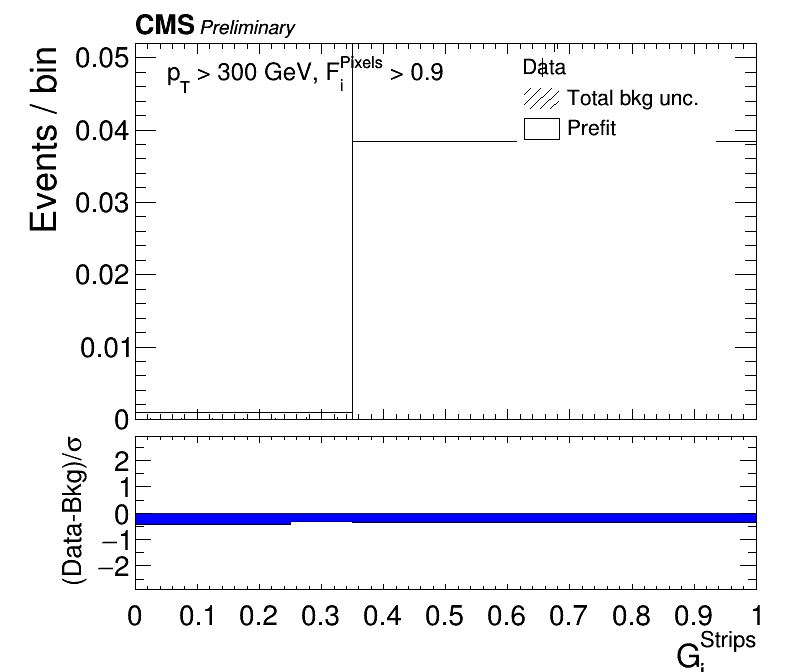 CMS Preliminary
p_T > 300 GeV, F_i^Pixels > 0.9
Data
Total bkg unc.
Prefit
Events / bin
0.05
0.04
0.03
0.02
0.01
0
(Data-Bkg)/σ
2
1
0
−1
−2
0 0.1 0.2 0.3 0.4 0.5 0.6 0.7 0.8 0.9 1
G_i^Strips